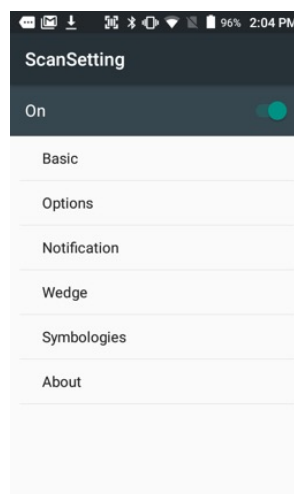 96% 2:04 PM
ScanSetting
On
Basic
Options
Notification
Wedge
Symbologies
About